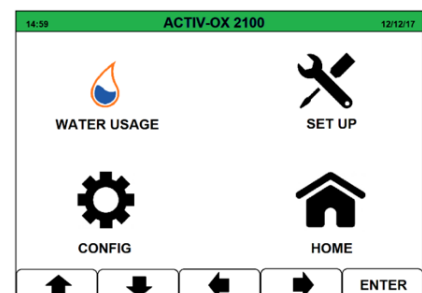 14:59 ACTIV-OX 2100 12/12/17
WATER USAGE SET UP
CONFIG HOME
ENTER